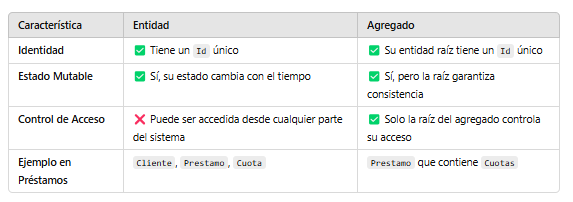 Característica Entidad Agregado
Identidad ✅ Tiene un Id único ✅ Su entidad raíz tiene un Id único
Estado Mutable ✅ Sí, su estado cambia con el tiempo ✅ Sí, pero la raíz garantiza
consistencia
Control de Acceso ❌ Puede ser accedida desde cualquier parte ✅ Solo la raíz del agregado controla
del sistema su acceso
Ejemplo en Cliente, Prestamo, Cuota Prestamo que contiene Cuotas
Préstamos